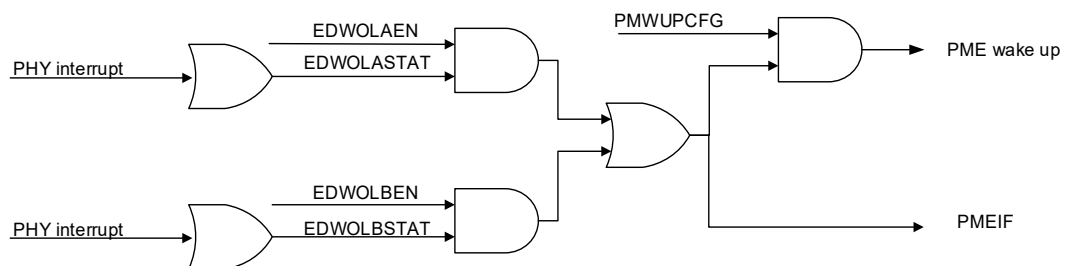 EDWOLAEN
PMWUPCFG
PHY interrupt
EDWOLASTAT
PME wake up
EDWOLBEN
PHY interrupt
EDWOLBSTAT
PMEIF